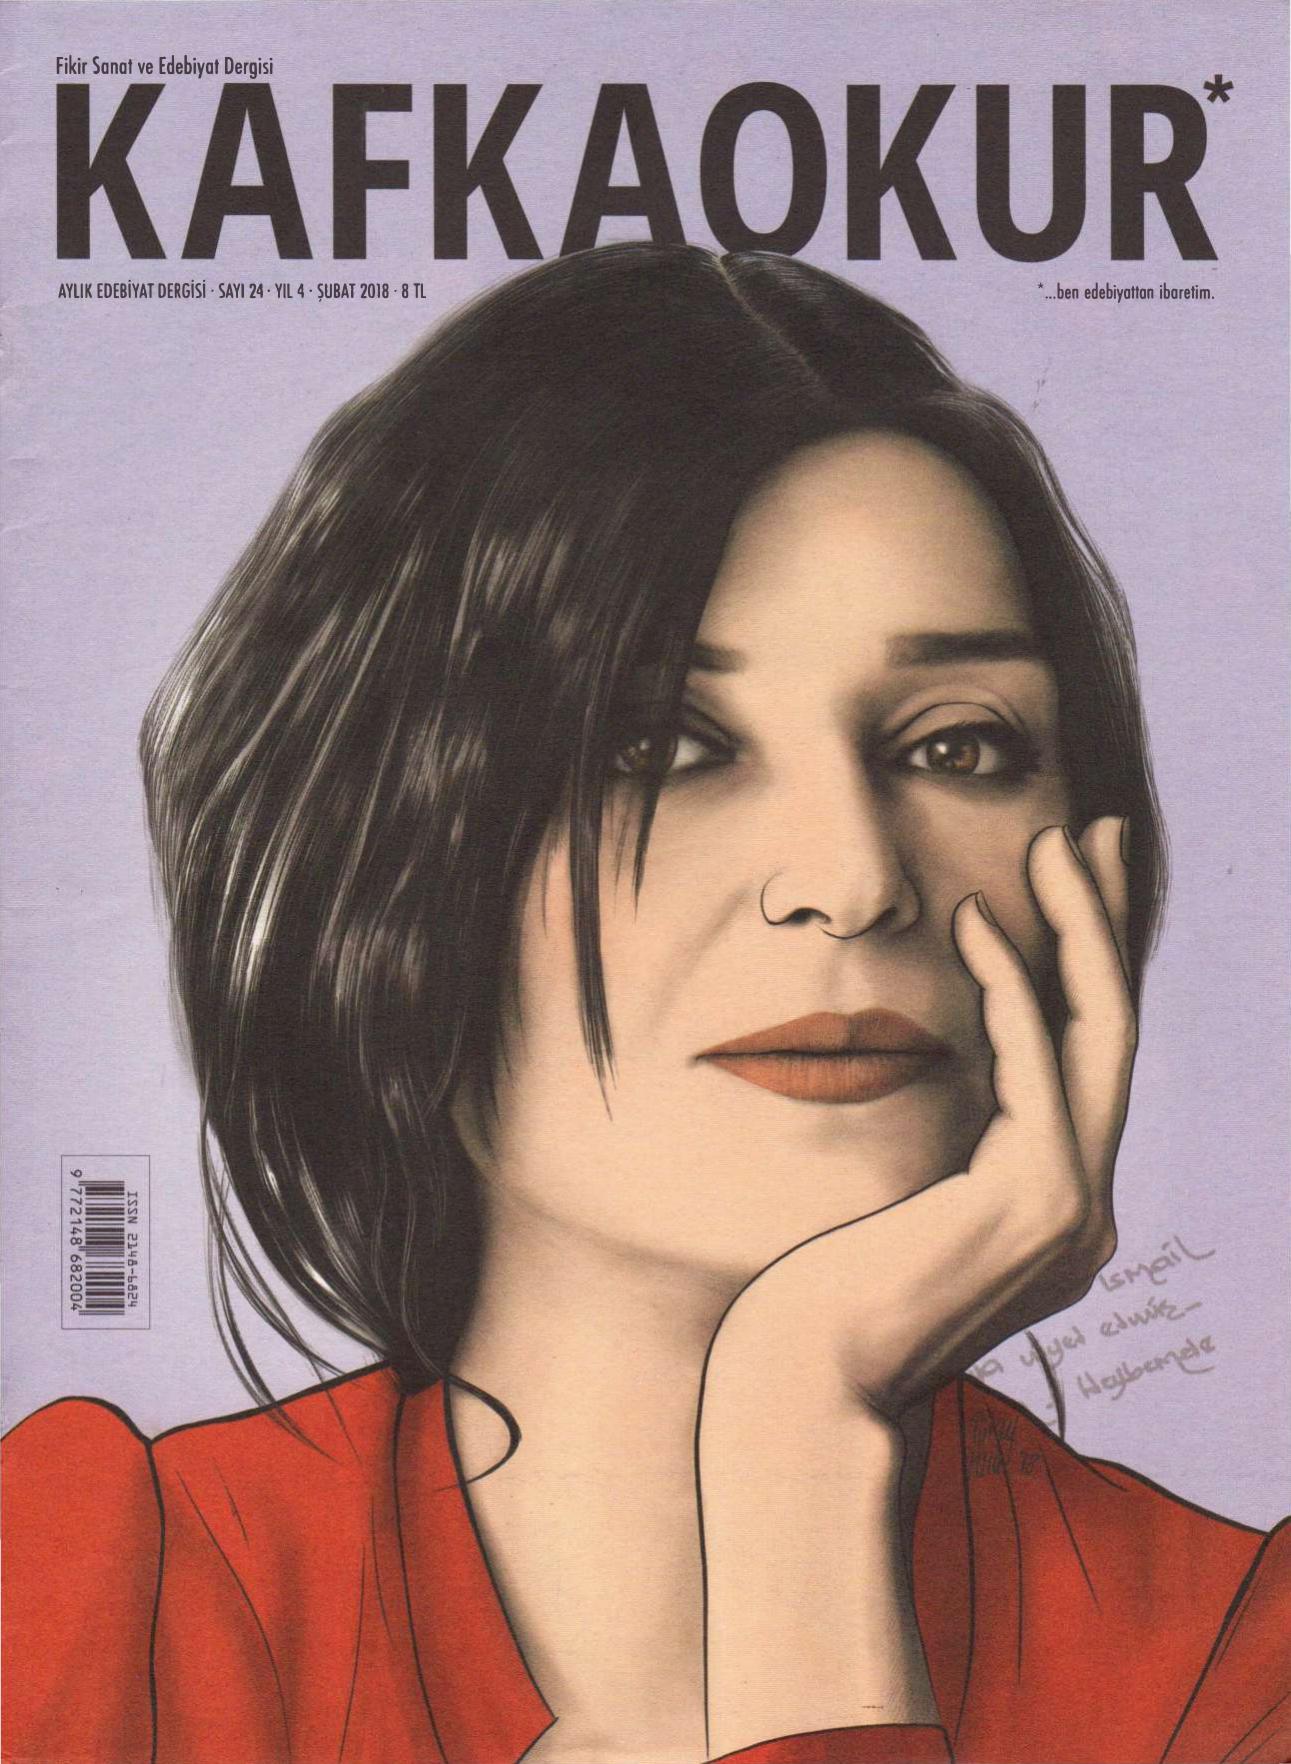 Fikir Sanat ve Edebiyat Dergisi
KAFKAOKUR*
AYLIK EDEBİYAT DERGİSİ · SAYI 24 · YIL 4 · ŞUBAT 2018 · 8 TL
*...ben edebiyattan ibaretim.
ISSN 2148-6824
9 772148 682004
ismail
Heybemde